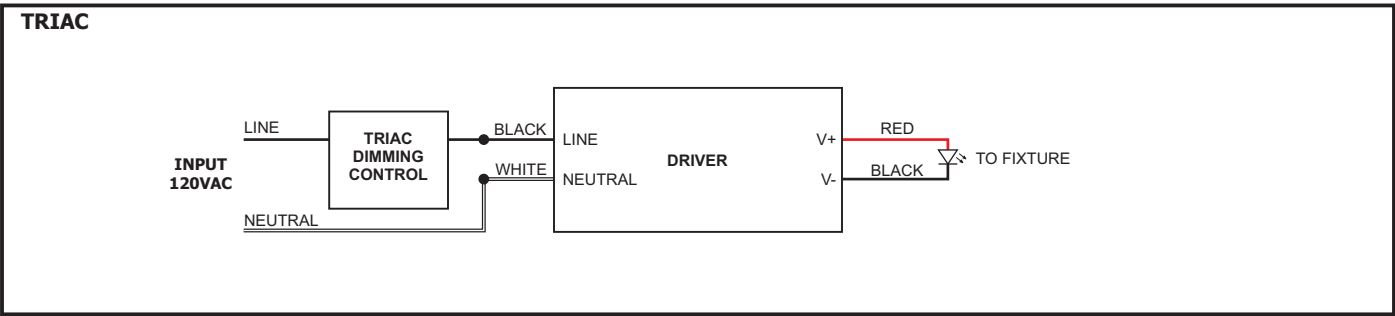 TRIAC
LINE
INPUT
120VAC
NEUTRAL
TRIAC
DIMMING
CONTROL
BLACK
WHITE
LINE
NEUTRAL
DRIVER
V+
V-
RED
BLACK
TO FIXTURE